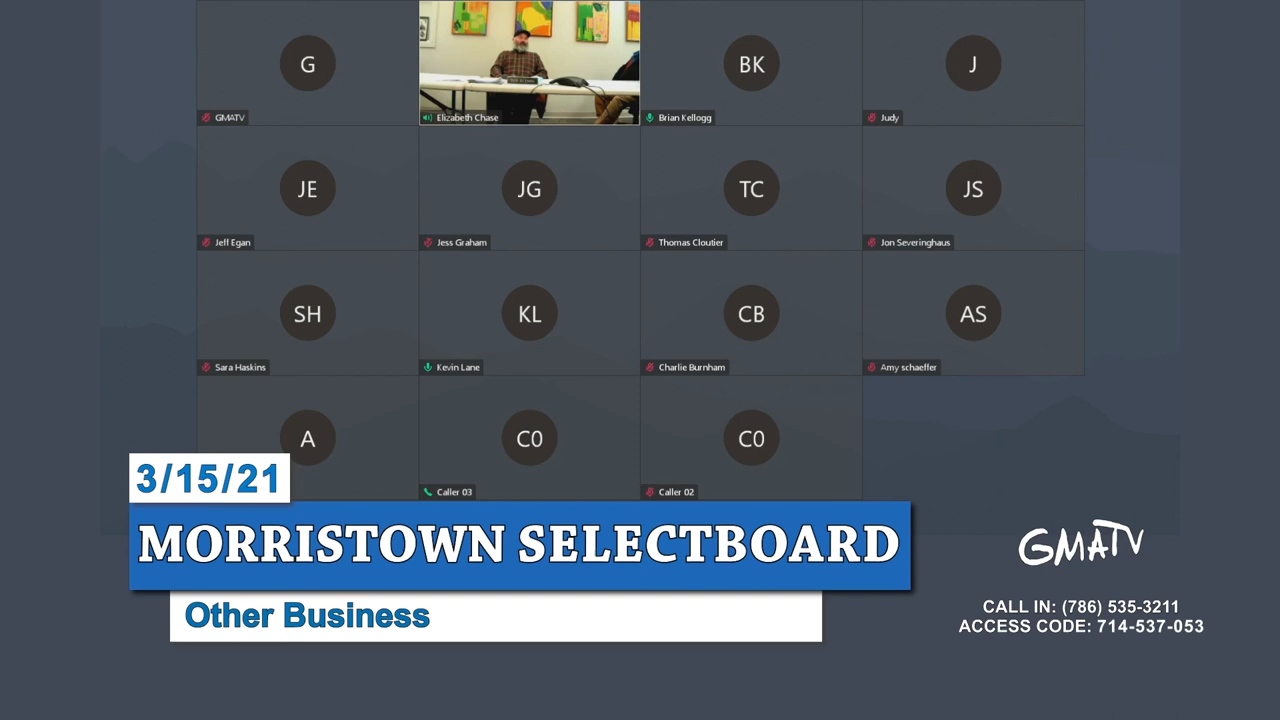 G
BK
J
GMATV
Elizabeth Chase
Brian Kellogg
Judy
JE
JG
TC
JS
Jeff Egan
Jess Graham
Thomas Cloutier
Jon Severinghaus
SH
KL
CB
AS
Sara Haskins
Kevin Lane
Charlie Burnham
Amy schaeffer
A
C0
C0
Caller 03
Caller 02
3/15/21
MORRISTOWN SELECTBOARD
Other Business
GMATV
CALL IN: (786) 535-3211
ACCESS CODE: 714-537-053